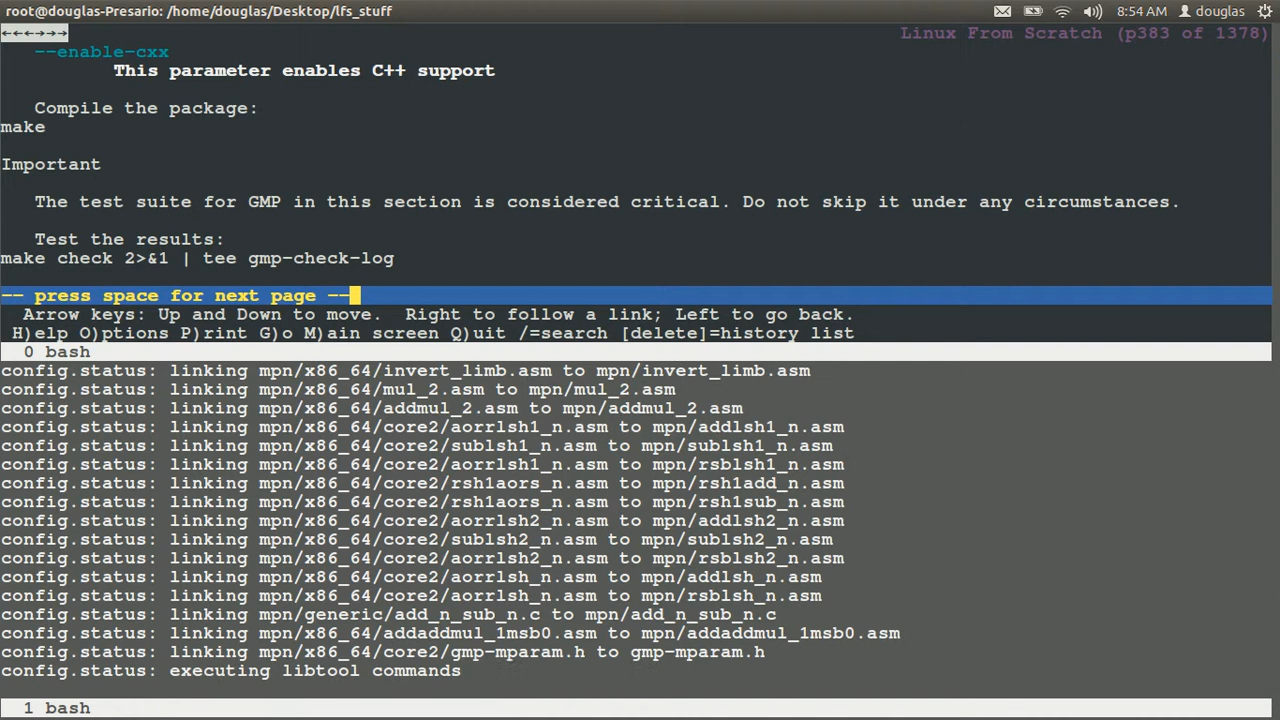 root@douglas-Presario: /home/douglas/Desktop/lfs_stuff
8:54 AM douglas
←←←→→→
Linux From Scratch (p383 of 1378)
--enable-cxx
This parameter enables C++ support
Compile the package:
make
Important
The test suite for GMP in this section is considered critical. Do not skip it under any circumstances.
Test the results:
make check 2>&1 | tee gmp-check-log
-- press space for next page --
Arrow keys: Up and Down to move.  Right to follow a link; Left to go back.
H)elp O)ptions P)rint G)o M)ain screen Q)uit /=search [delete]=history list
0 bash
config.status: linking mpn/x86_64/invert_limb.asm to mpn/invert_limb.asm
config.status: linking mpn/x86_64/mul_2.asm to mpn/mul_2.asm
config.status: linking mpn/x86_64/addmul_2.asm to mpn/addmul_2.asm
config.status: linking mpn/x86_64/core2/aorrlsh1_n.asm to mpn/addlsh1_n.asm
config.status: linking mpn/x86_64/core2/sublsh1_n.asm to mpn/sublsh1_n.asm
config.status: linking mpn/x86_64/core2/aorrlsh1_n.asm to mpn/rsblsh1_n.asm
config.status: linking mpn/x86_64/core2/rsh1aors_n.asm to mpn/rsh1add_n.asm
config.status: linking mpn/x86_64/core2/rsh1aors_n.asm to mpn/rsh1sub_n.asm
config.status: linking mpn/x86_64/core2/aorrlsh2_n.asm to mpn/addlsh2_n.asm
config.status: linking mpn/x86_64/core2/sublsh2_n.asm to mpn/sublsh2_n.asm
config.status: linking mpn/x86_64/core2/aorrlsh2_n.asm to mpn/rsblsh2_n.asm
config.status: linking mpn/x86_64/core2/aorrlsh_n.asm to mpn/addlsh_n.asm
config.status: linking mpn/x86_64/core2/aorrlsh_n.asm to mpn/rsblsh_n.asm
config.status: linking mpn/generic/add_n_sub_n.c to mpn/add_n_sub_n.c
config.status: linking mpn/x86_64/addaddmul_1msb0.asm to mpn/addaddmul_1msb0.asm
config.status: linking mpn/x86_64/core2/gmp-mparam.h to gmp-mparam.h
config.status: executing libtool commands
1 bash